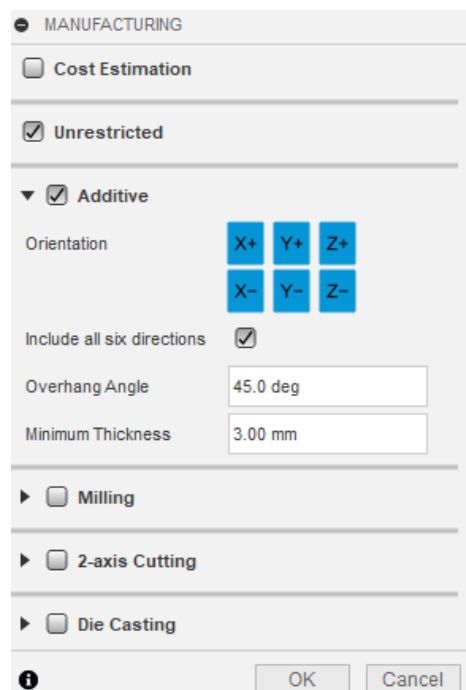 MANUFACTURING
Cost Estimation
Unrestricted
Additive
Orientation X+ Y+ Z+
X- Y- Z-
Include all six directions
Overhang Angle 45.0 deg
Minimum Thickness 3.00 mm
Milling
2-axis Cutting
Die Casting
OK Cancel